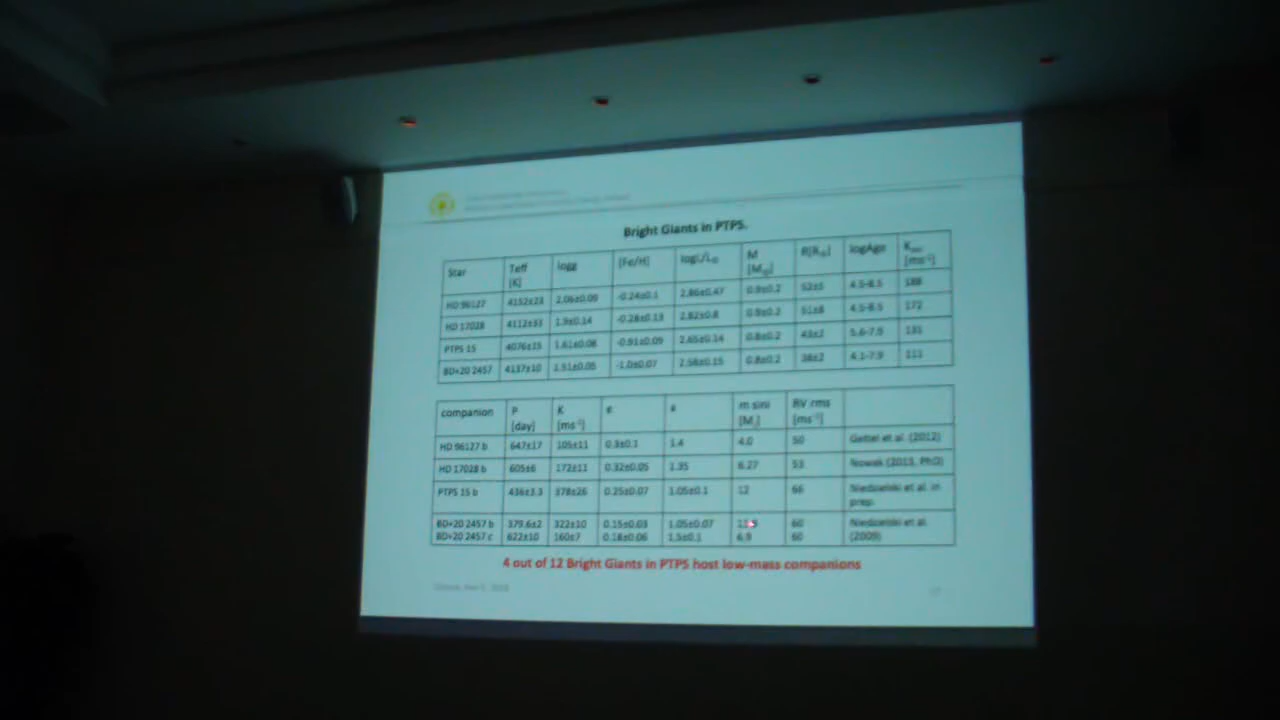 Bright Giants in PTPS.
Star Teff [K] logg [Fe/H] logL/L⊙ M [M⊙] R[R⊙] logAge [ms⁻¹]
HD 96127 4152±23 2.06±0.09 -0.24±0.1 2.86±0.47 0.9±0.2 52±5 4.5-8.5 188
HD 17028 4112±33 1.9±0.14 -0.28±0.13 2.82±0.8 0.9±0.2 51±8 4.5-8.5 172
PTPS 15 4076±15 1.61±0.08 -0.91±0.09 2.65±0.14 0.8±0.2 43±2 5.6-7.9 131
BD+20 2457 4137±10 1.51±0.05 -1.0±0.07 2.58±0.15 0.8±0.2 38±2 4.1-7.9 111
companion P [day] K [ms⁻¹] m sini RV rms [ms⁻¹]
HD 96127 b 647±17 105±11 0.3±0.1 1.4 4.0 50 Gettel et al. (2012)
HD 17028 b 605±6 172±11 0.32±0.05 1.35 6.27 53 Nowak (2013, PhD)
PTPS 15 b 436±3.3 378±26 0.25±0.07 1.05±0.1 12 66 Niedzielski et al. in prep.
BD+20 2457 b 379.6±2 322±10 0.15±0.03 1.05±0.07 60 Niedzielski et al.
BD+20 2457 c 622±10 160±7 0.18±0.06 1.5±0.1 6.9 60 (2009)
4 out of 12 Bright Giants in PTPS host low-mass companions